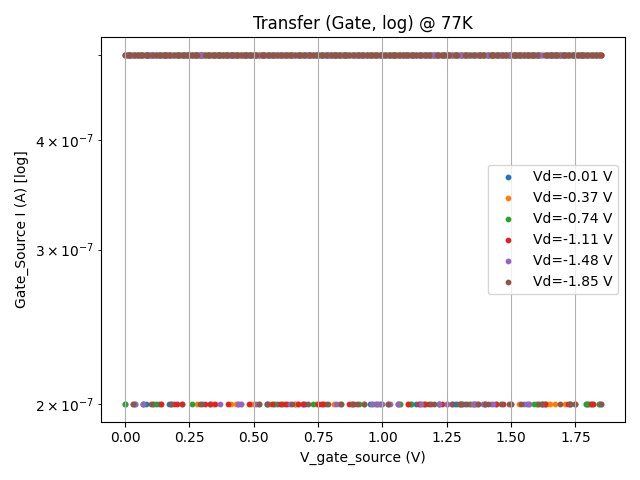 Transfer (Gate, log) @ 77K
Gate_Source I (A) [log]
4 × 10⁻⁷
3 × 10⁻⁷
2 × 10⁻⁷
Vd=-0.01 V
Vd=-0.37 V
Vd=-0.74 V
Vd=-1.11 V
Vd=-1.48 V
Vd=-1.85 V
0.00 0.25 0.50 0.75 1.00 1.25 1.50 1.75
V_gate_source (V)